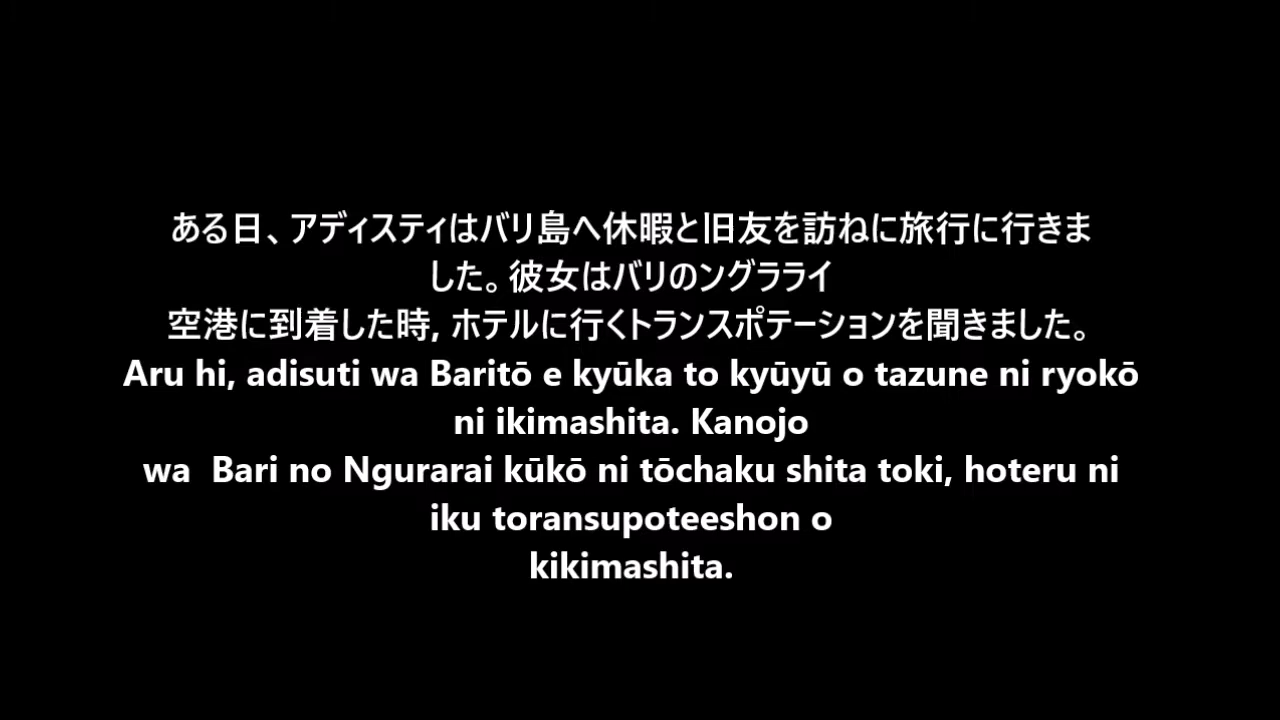 ある日、アディスティはバリ島へ休暇と旧友を訪ねに旅行に行きま
した。彼女はバリのングラライ
空港に到着した時, ホテルに行くトランスポテーションを聞きました。
Aru hi, adisuti wa Baritō e kyūka to kyūyū o tazune ni ryokō
ni ikimashita. Kanojo
wa  Bari no Ngurarai kūkō ni tōchaku shita toki, hoteru ni
iku toransupoteeshon o
kikimashita.